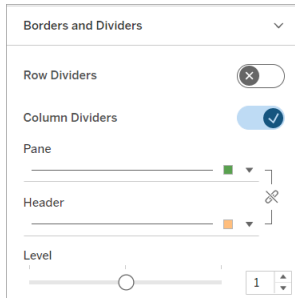 Borders and Dividers
Row Dividers
Column Dividers
Pane
Header
Level
1